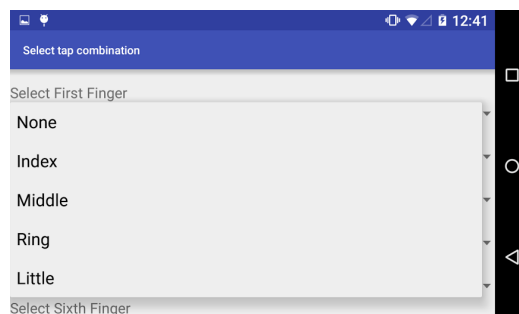 12:41
Select tap combination
Select First Finger
None
Index
Middle
Ring
Little
Select Sixth Finger